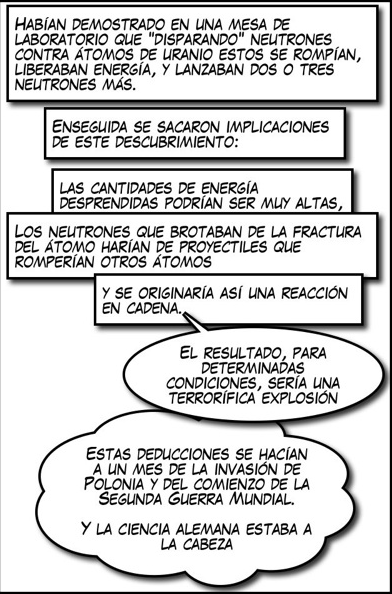 Habían demostrado en una mesa de
laboratorio que "disparando" neutrones
contra átomos de uranio estos se rompían,
liberaban energía, y lanzaban dos o tres
neutrones más.
Enseguida se sacaron implicaciones
de este descubrimiento:
las cantidades de energía
desprendidas podrían ser muy altas,
Los neutrones que brotaban de la fractura
del átomo harían de proyectiles que
romperían otros átomos
y se originaría así una reacción
en cadena.
El resultado, para
determinadas
condiciones, sería una
terrorífica explosión
Estas deducciones se hacían
a un mes de la invasión de
Polonia y del comienzo de la
Segunda Guerra Mundial.
Y la ciencia alemana estaba a
la cabeza